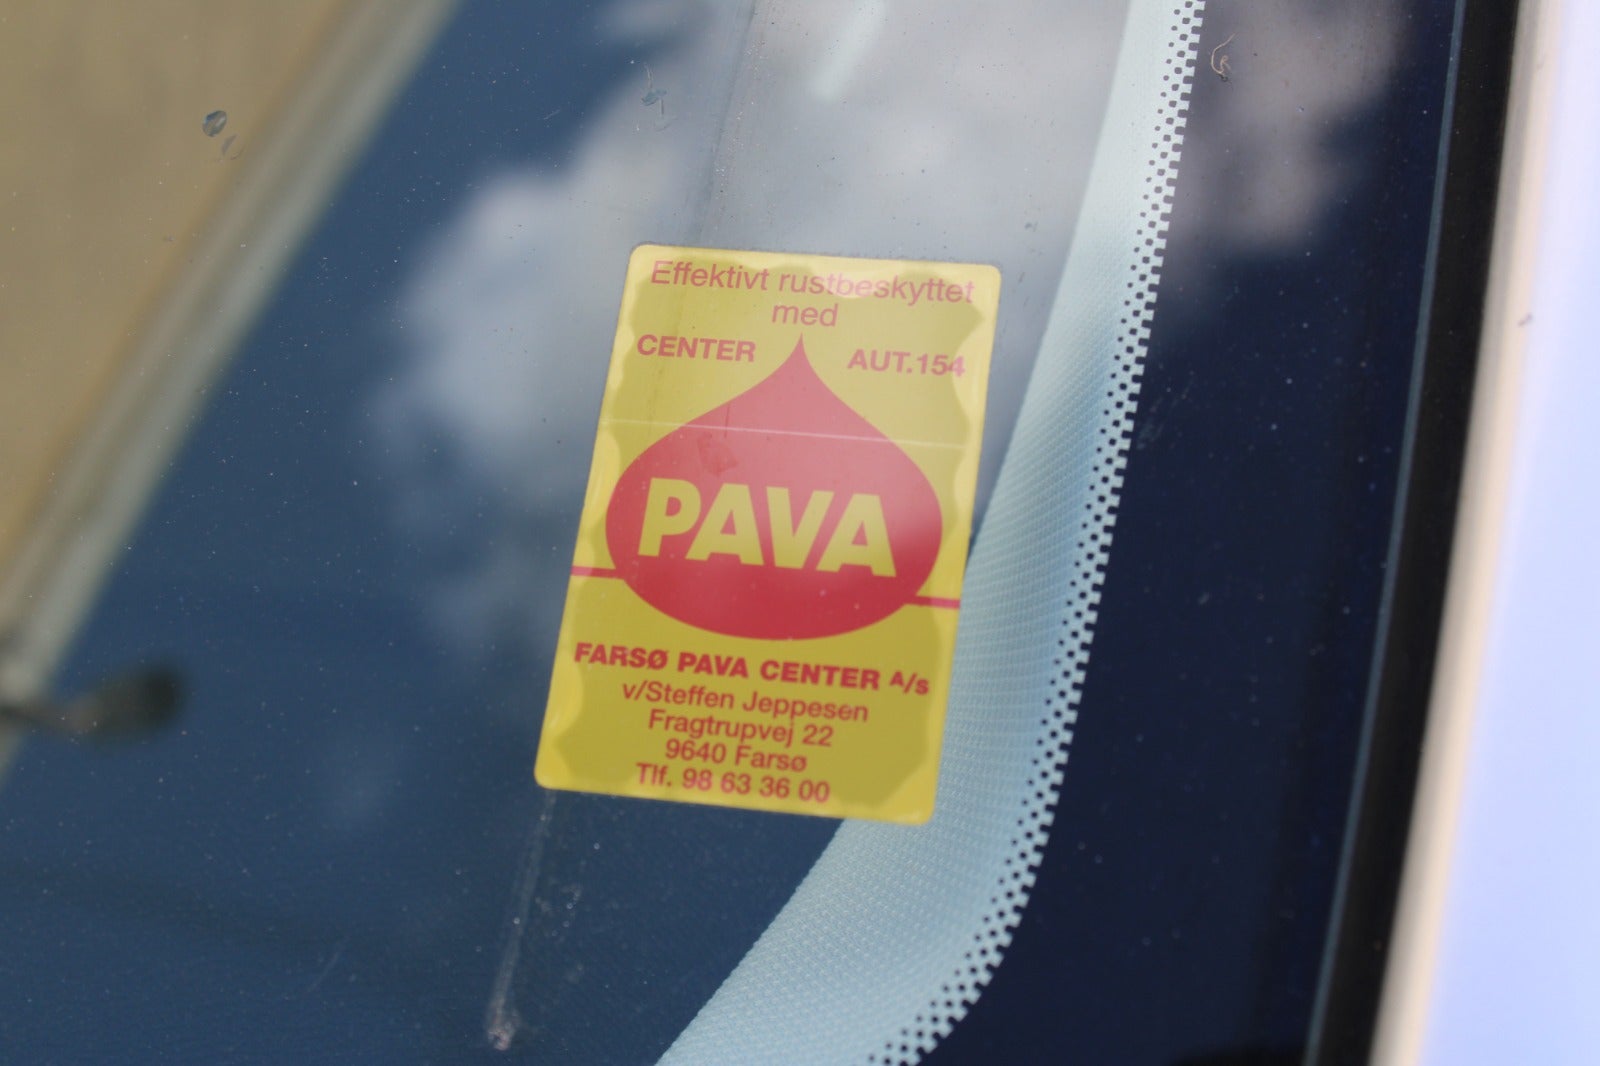 Effektivt rustbeskyttet
med
CENTER AUT.154
PAVA
FARSØ PAVA CENTER A/S
v/Steffen Jeppesen
Fragtrupvej 22
9640 Farsø
Tlf. 98 63 36 00